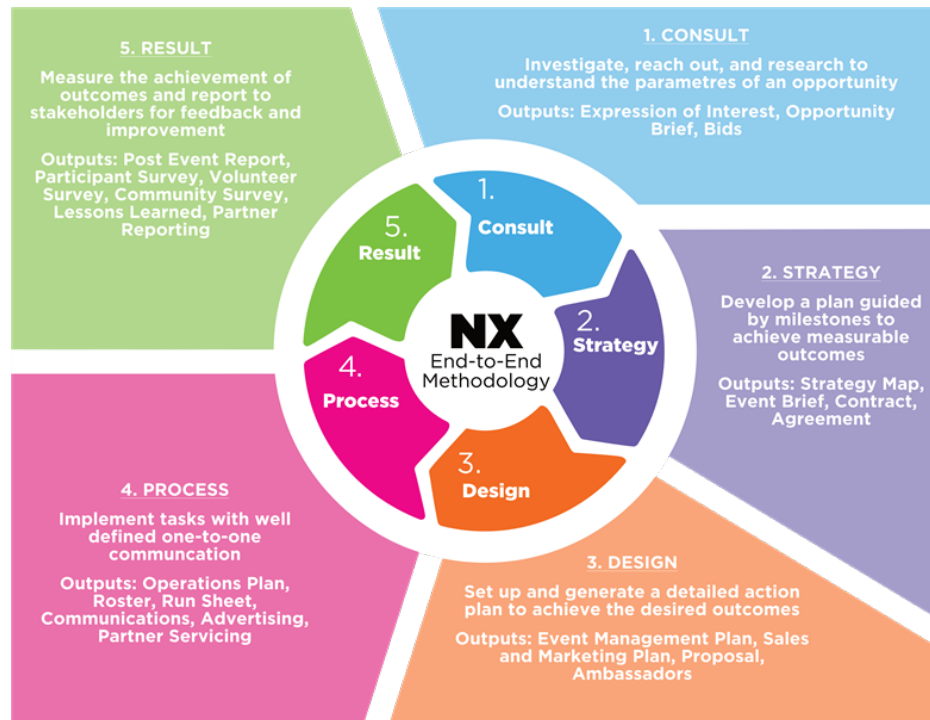 1. CONSULT
Investigate, reach out, and research to
understand the parametres of an opportunity
Outputs: Expression of Interest, Opportunity
Brief, Bids
2. STRATEGY
Develop a plan guided
by milestones to
achieve measurable
outcomes
Outputs: Strategy Map,
Event Brief, Contract,
Agreement
3. DESIGN
Set up and generate a detailed action
plan to achieve the desired outcomes
Outputs: Event Management Plan, Sales
and Marketing Plan, Proposal,
Ambassadors
4. PROCESS
Implement tasks with well
defined one-to-one
communcation
Outputs: Operations Plan,
Roster, Run Sheet,
Communications, Advertising,
Partner Servicing
5. RESULT
Measure the achievement of
outcomes and report to
stakeholders for feedback and
improvement
Outputs: Post Event Report,
Participant Survey, Volunteer
Survey, Community Survey,
Lessons Learned, Partner
Reporting
1.
Consult
2.
Strategy
3.
Design
4.
Process
5.
Result
NX
End-to-End
Methodology